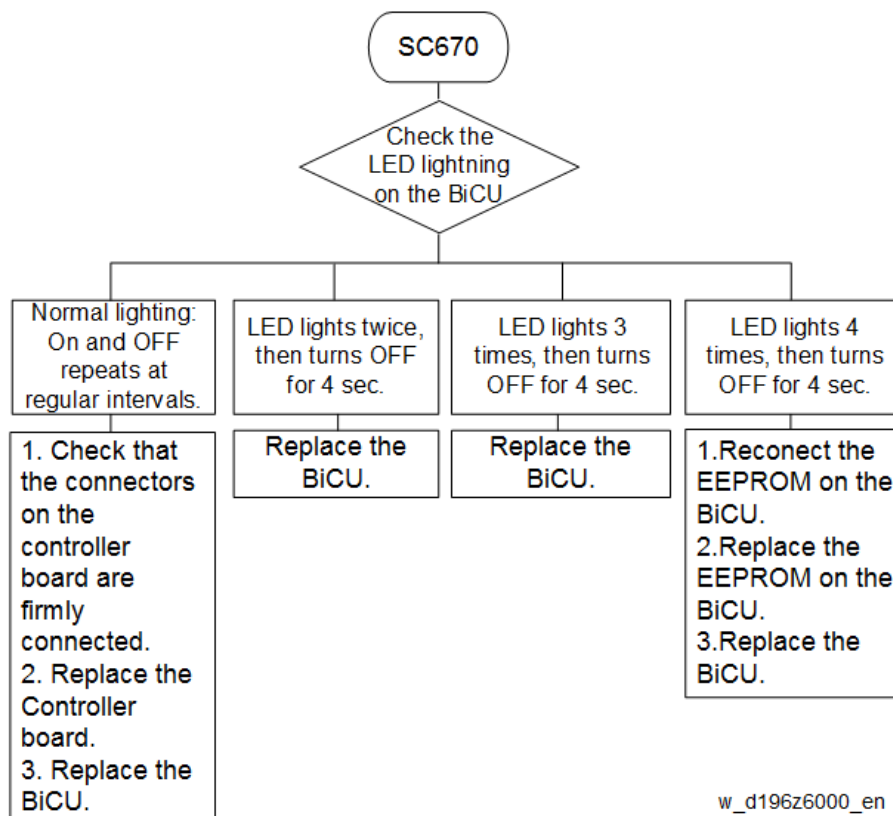 SC670
Check the
LED lightning
on the BiCU
Normal lighting:
On and OFF
repeats at
regular intervals.
LED lights twice,
then turns OFF
for 4 sec.
LED lights 3
times, then turns
OFF for 4 sec.
LED lights 4
times, then turns
OFF for 4 sec.
1. Check that
the connectors
on the
controller
board are
firmly
connected.
2. Replace the
Controller
board.
3. Replace the
BiCU.
Replace the
BiCU.
Replace the
BiCU.
1.Reconect the
EEPROM on the
BiCU.
2.Replace the
EEPROM on the
BiCU.
3.Replace the
BiCU.
w_d196z6000_en